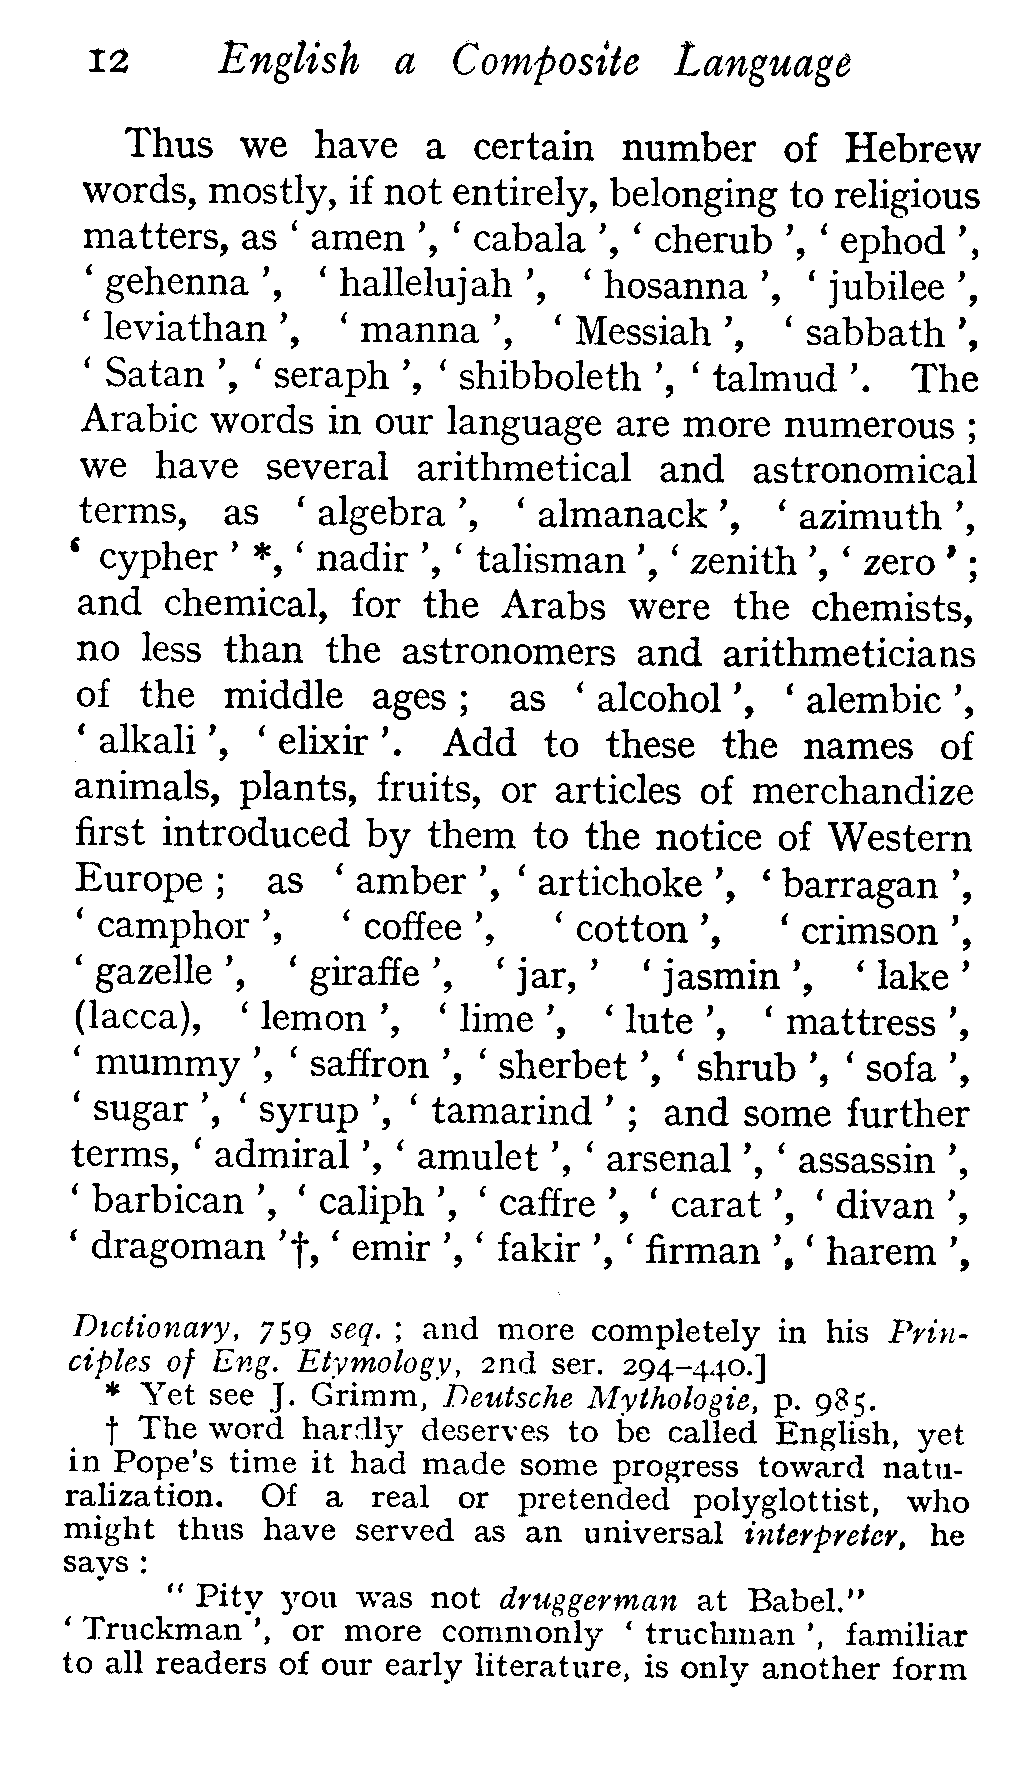 12 English a Composite Language
Thus we have a certain number of Hebrew
words, mostly, if not entirely, belonging to religious
matters, as ‘ amen ’, ‘ cabala ’, ‘ cherub ’, ‘ ephod ’,
‘ gehenna ’, ‘ hallelujah ’, ‘ hosanna ’, ‘ jubilee ’,
‘ leviathan ’, ‘ manna ’, ‘ Messiah ’, ‘ sabbath ’,
‘ Satan ’, ‘ seraph ’, ‘ shibboleth ’, ‘ talmud ’. The
Arabic words in our language are more numerous ;
we have several arithmetical and astronomical
terms, as ‘ algebra ’, ‘ almanack ’, ‘ azimuth ’,
‘ cypher ’ *, ‘ nadir ’, ‘ talisman ’, ‘ zenith ’, ‘ zero ’ ;
and chemical, for the Arabs were the chemists,
no less than the astronomers and arithmeticians
of the middle ages ; as ‘ alcohol ’, ‘ alembic ’,
‘ alkali ’, ‘ elixir ’. Add to these the names of
animals, plants, fruits, or articles of merchandize
first introduced by them to the notice of Western
Europe ; as ‘ amber ’, ‘ artichoke ’, ‘ barragan ’,
‘ camphor ’, ‘ coffee ’, ‘ cotton ’, ‘ crimson ’,
‘ gazelle ’, ‘ giraffe ’, ‘ jar, ’ ‘ jasmin ’, ‘ lake ’
(lacca), ‘ lemon ’, ‘ lime ’, ‘ lute ’, ‘ mattress ’,
‘ mummy ’, ‘ saffron ’, ‘ sherbet ’, ‘ shrub ’, ‘ sofa ’,
‘ sugar ’, ‘ syrup ’, ‘ tamarind ’ ; and some further
terms, ‘ admiral ’, ‘ amulet ’, ‘ arsenal ’, ‘ assassin ’,
‘ barbican ’, ‘ caliph ’, ‘ caffre ’, ‘ carat ’, ‘ divan ’,
‘ dragoman ’†, ‘ emir ’, ‘ fakir ’, ‘ firman ’, ‘ harem ’,
Dictionary, 759 seq. ; and more completely in his Prin-
ciples of Eng. Etymology, 2nd ser. 294–440.]
* Yet see J. Grimm, Deutsche Mythologie, p. 985.
† The word hardly deserves to be called English, yet
in Pope's time it had made some progress toward natu-
ralization. Of a real or pretended polyglottist, who
might thus have served as an universal interpreter, he
says :
“ Pity you was not druggerman at Babel.”
‘ Truckman ’, or more commonly ‘ truchman ’, familiar
to all readers of our early literature, is only another form